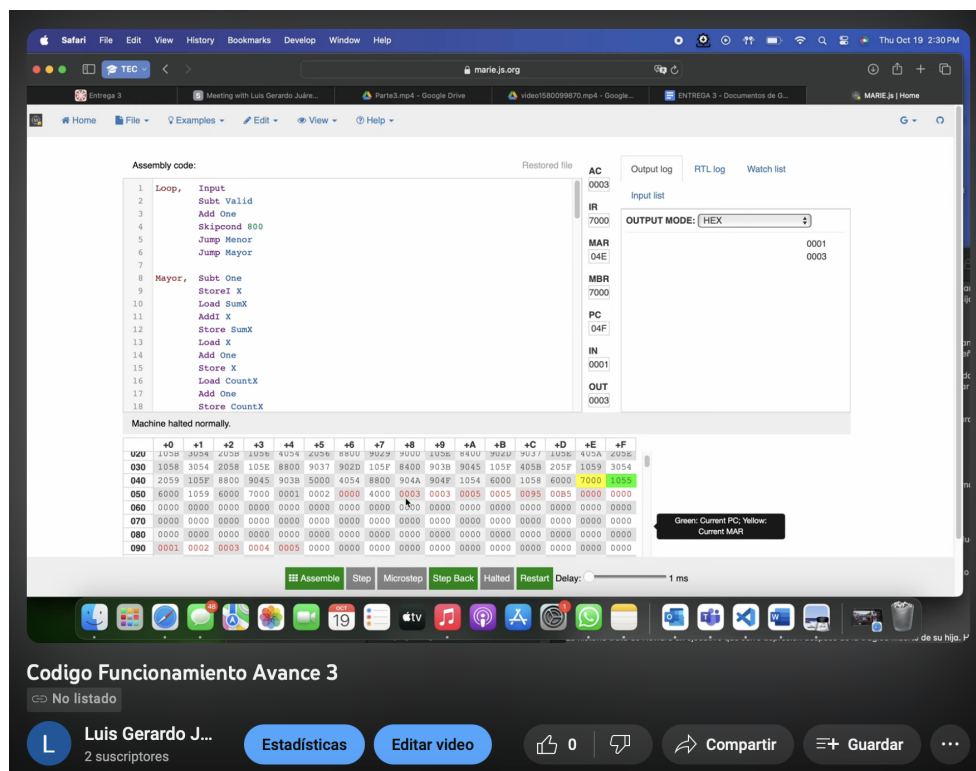 Safari File Edit View History Bookmarks Develop Window Help Thu Oct 19 2:30 PM
TEC marie.js.org
Entrega 3 Meeting with Luis Gerardo Juáre... Parte3.mp4 - Google Drive video1580099870.mp4 - Google... ENTREGA 3 - Documentos de G... MARIE.js | Home
Home File Examples Edit View Help G
Assembly code: Restored file
1 Loop, Input
2 Subt Valid
3 Add One
4 Skipcond 800
5 Jump Menor
6 Jump Mayor
7
8 Mayor, Subt One
9 StoreI X
10 Load SumX
11 AddI X
12 Store SumX
13 Load X
14 Add One
15 Store X
16 Load CountX
17 Add One
18 Store CountX
AC
0003
IR
7000
MAR
04E
MBR
7000
PC
04F
IN
0001
OUT
0003
Output log RTL log Watch list
Input list
OUTPUT MODE: HEX
0001
0003
Machine halted normally.
+0 +1 +2 +3 +4 +5 +6 +7 +8 +9 +A +B +C +D +E +F
030 1058 3054 2058 105E 8800 9037 902D 105F 8400 903B 9045 105F 405B 205F 1059 3054
040 2059 105F 8800 9045 903B 5000 4054 8800 904A 904F 1054 6000 1058 6000 7000 1055
050 6000 1059 6000 7000 0001 0002 0000 4000 0003 0003 0005 0005 0095 00B5 0000 0000
060 0000 0000 0000 0000 0000 0000 0000 0000 0000 0000 0000 0000 0000 0000 0000 0000
070 0000 0000 0000 0000 0000 0000 0000 0000 0000 0000 0000 0000 0000 0000 0000 0000
080 0000 0000 0000 0000 0000 0000 0000 0000 0000 0000 0000 0000 0000 0000 0000 0000
090 0001 0002 0003 0004 0005 0000 0000 0000 0000 0000 0000 0000 0000 0000 0000 0000
Green: Current PC; Yellow:
Current MAR
Assemble Step Microstep Step Back Halted Restart Delay: 1 ms
48 OCT 19 tv 1
de su hija.
Codigo Funcionamiento Avance 3
No listado
L Luis Gerardo J...
2 suscriptores
Estadísticas Editar video 0 Compartir Guardar